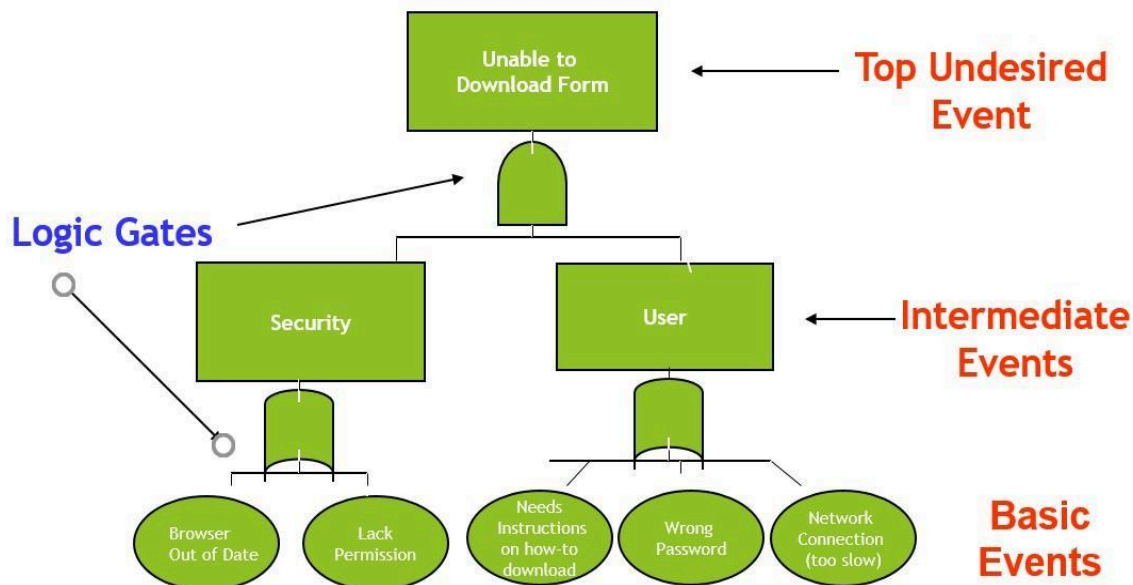 Unable to
Download Form
Top Undesired
Event
Logic Gates
Security
User
Intermediate
Events
Browser
Out of Date
Lack
Permission
Needs
Instructions
on how-to
download
Wrong
Password
Network
Connection
(too slow)
Basic
Events